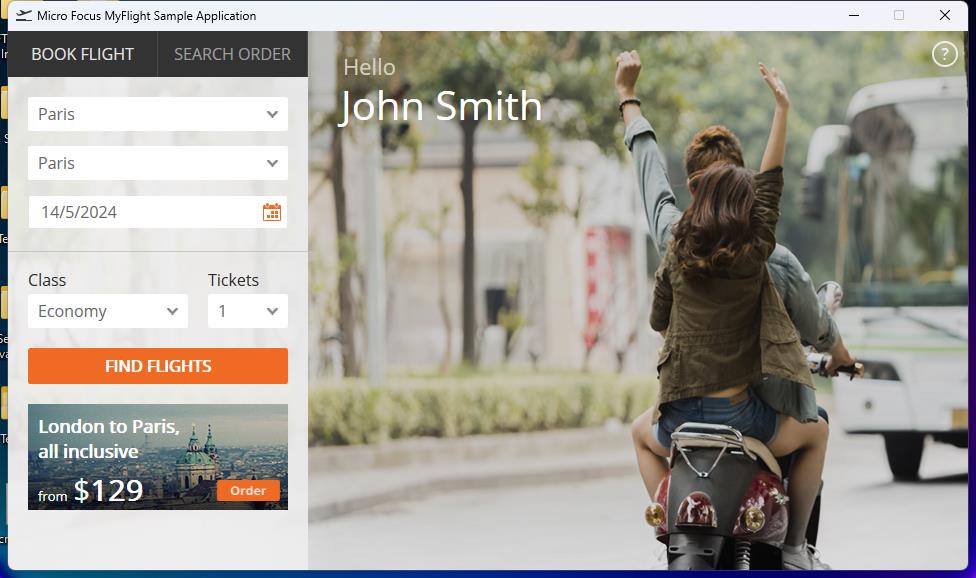 Micro Focus MyFlight Sample Application
BOOK FLIGHT
SEARCH ORDER
Hello
John Smith
?
Paris
Paris
14/5/2024
Class
Tickets
Economy
1
FIND FLIGHTS
London to Paris,
all inclusive
from $129
Order